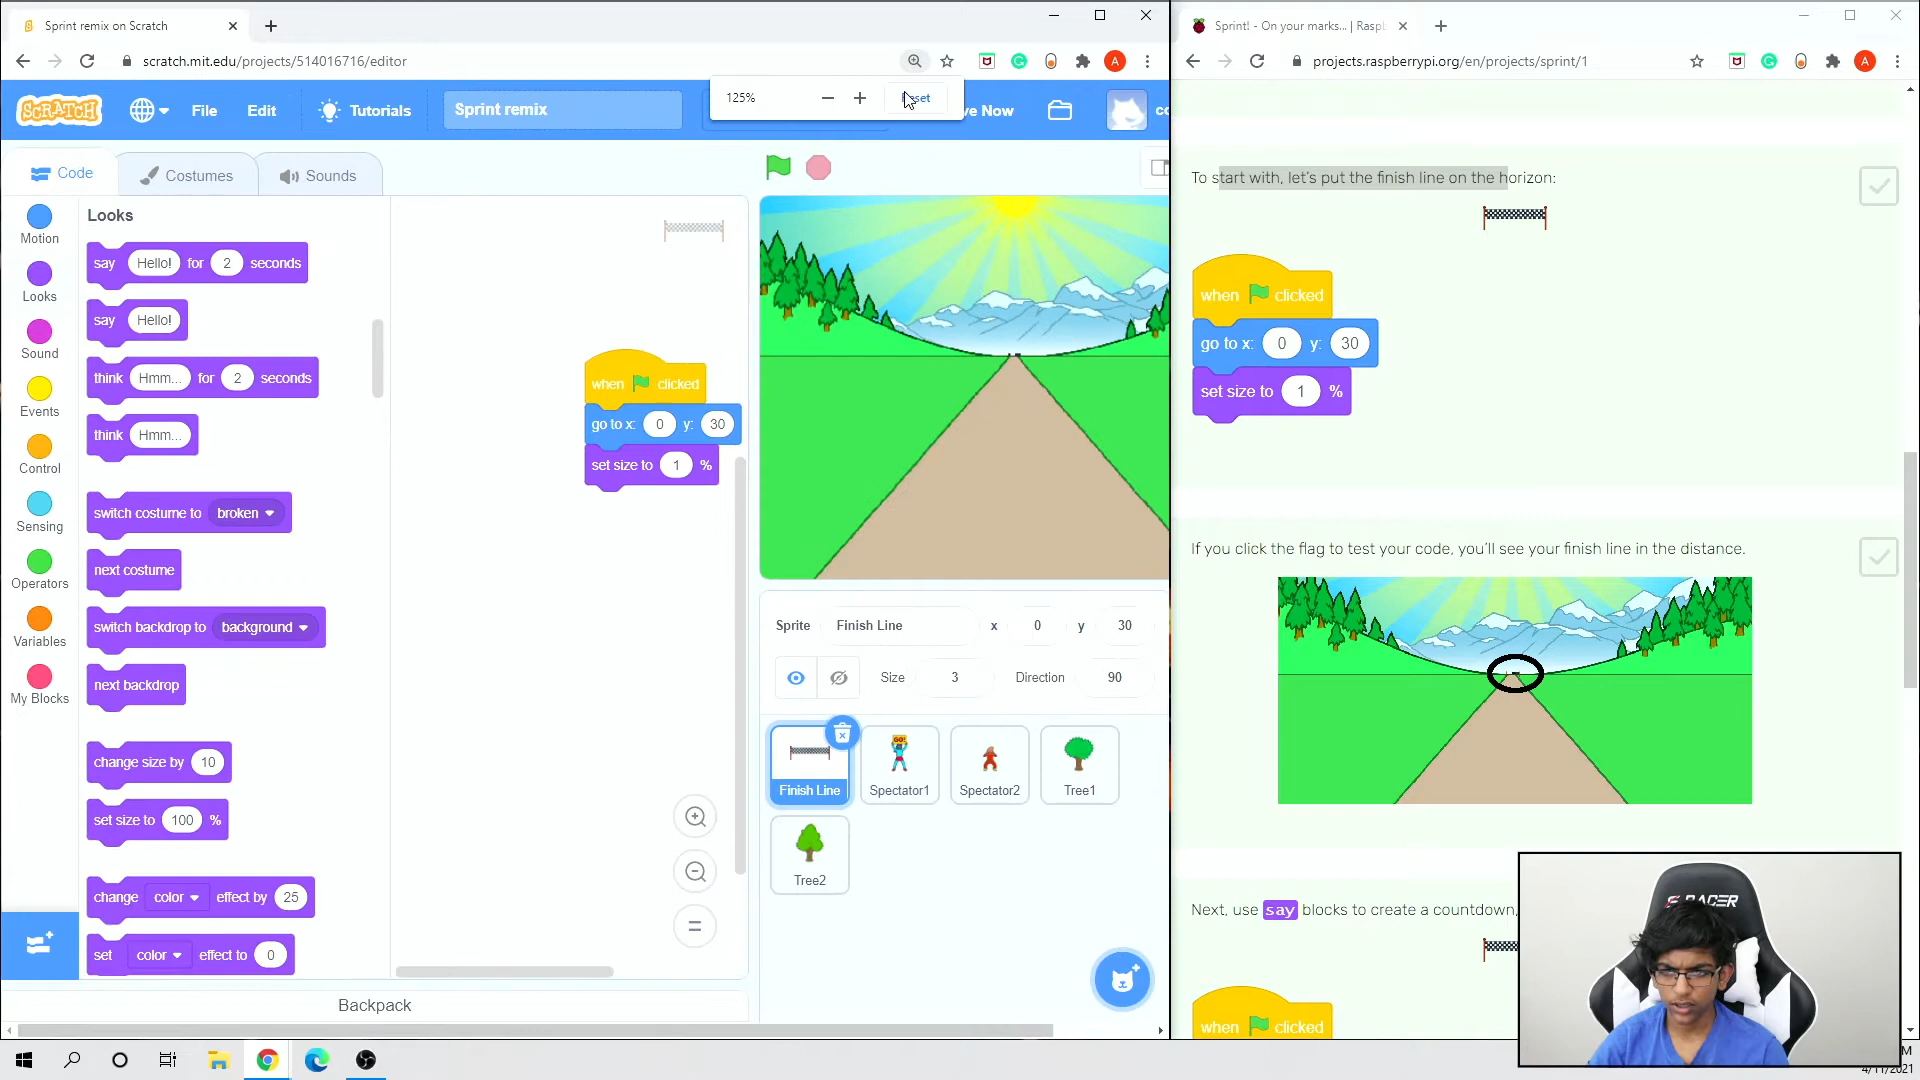 Sprint remix on Scratch
scratch.mit.edu/projects/514016716/editor
125%
SCRATCH
File
Edit
Tutorials
Sprint remix
ve Now
Code
Costumes
Sounds
Motion
Looks
Sound
Events
Control
Sensing
Operators
Variables
My Blocks
Looks
say Hello! for 2 seconds
say Hello!
think Hmm... for 2 seconds
think Hmm...
switch costume to broken
next costume
switch backdrop to background
next backdrop
change size by 10
set size to 100 %
change color effect by 25
set color effect to 0
when clicked
go to x: 0 y: 30
set size to 1 %
Backpack
Sprite Finish Line x 0 y 30
Size 3 Direction 90
Finish Line
Spectator1
Spectator2
Tree1
Tree2
GO!
Sprint! - On your marks... | Rasp
projects.raspberrypi.org/en/projects/sprint/1
A
A
To start with, let's put the finish line on the horizon:
when clicked
go to x: 0 y: 30
set size to 1 %
If you click the flag to test your code, you'll see your finish line in the distance.
Next, use say blocks to create a countdown,
when clicked
RACER
M
4/11/2021